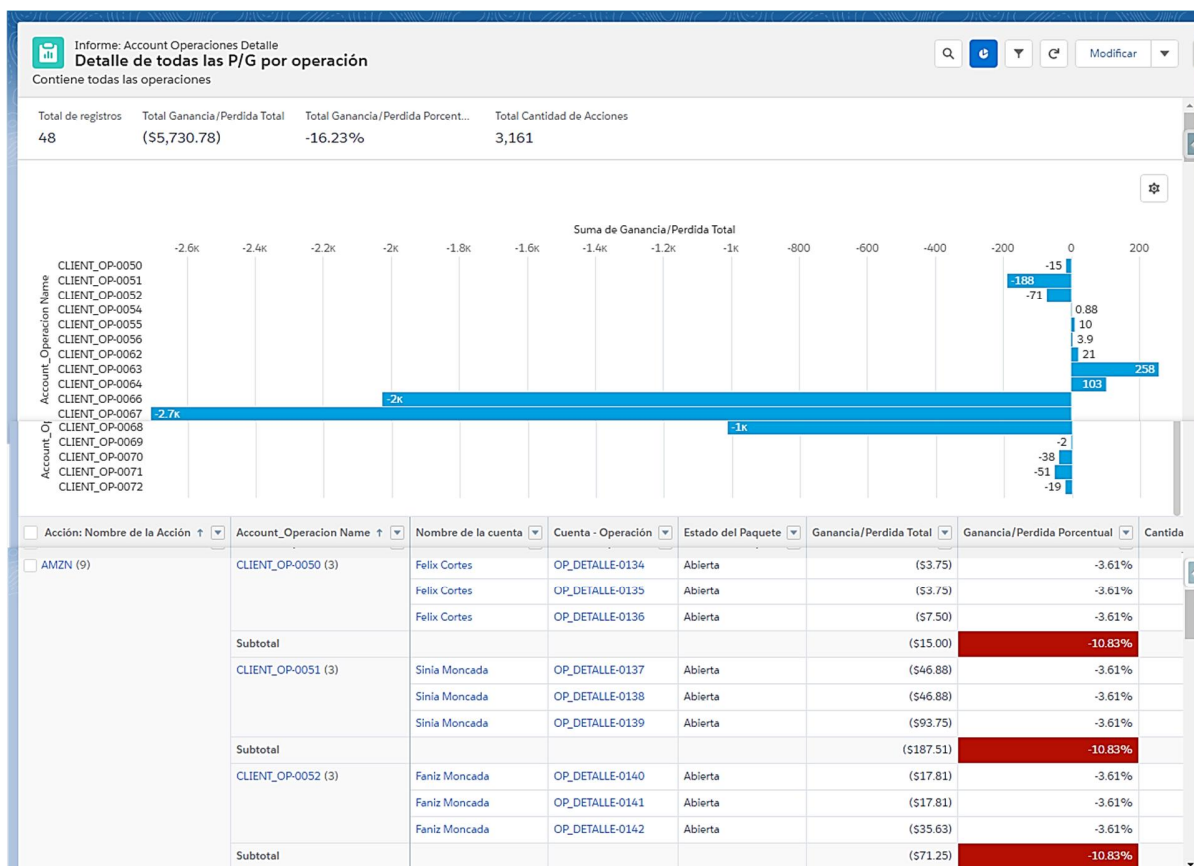 Informe: Account Operaciones Detalle
Detalle de todas las P/G por operación
Contiene todas las operaciones
Modificar
Total de registros Total Ganancia/Perdida Total Total Ganancia/Perdida Porcent... Total Cantidad de Acciones
48 ($5,730.78) -16.23% 3,161
Suma de Ganancia/Perdida Total
-2.6K -2.4K -2.2K -2K -1.8K -1.6K -1.4K -1.2K -1K -800 -600 -400 -200 0 200
Account_Operacion Name
CLIENT_OP-0050 -15
CLIENT_OP-0051 -188
CLIENT_OP-0052 -71
CLIENT_OP-0054 0.88
CLIENT_OP-0055 10
CLIENT_OP-0056 3.9
CLIENT_OP-0062 21
CLIENT_OP-0063 258
CLIENT_OP-0064 103
CLIENT_OP-0066 -2K
CLIENT_OP-0067 -2.7K
Account_O
CLIENT_OP-0068 -1K
CLIENT_OP-0069 -2
CLIENT_OP-0070 -38
CLIENT_OP-0071 -51
CLIENT_OP-0072 -19
Acción: Nombre de la Acción ↑ Account_Operacion Name ↑ Nombre de la cuenta Cuenta - Operación Estado del Paquete Ganancia/Perdida Total Ganancia/Perdida Porcentual Cantida
AMZN (9) CLIENT_OP-0050 (3) Felix Cortes OP_DETALLE-0134 Abierta ($3.75) -3.61%
Felix Cortes OP_DETALLE-0135 Abierta ($3.75) -3.61%
Felix Cortes OP_DETALLE-0136 Abierta ($7.50) -3.61%
Subtotal ($15.00) -10.83%
CLIENT_OP-0051 (3) Sinia Moncada OP_DETALLE-0137 Abierta ($46.88) -3.61%
Sinia Moncada OP_DETALLE-0138 Abierta ($46.88) -3.61%
Sinia Moncada OP_DETALLE-0139 Abierta ($93.75) -3.61%
Subtotal ($187.51) -10.83%
CLIENT_OP-0052 (3) Faniz Moncada OP_DETALLE-0140 Abierta ($17.81) -3.61%
Faniz Moncada OP_DETALLE-0141 Abierta ($17.81) -3.61%
Faniz Moncada OP_DETALLE-0142 Abierta ($35.63) -3.61%
Subtotal ($71.25) -10.83%